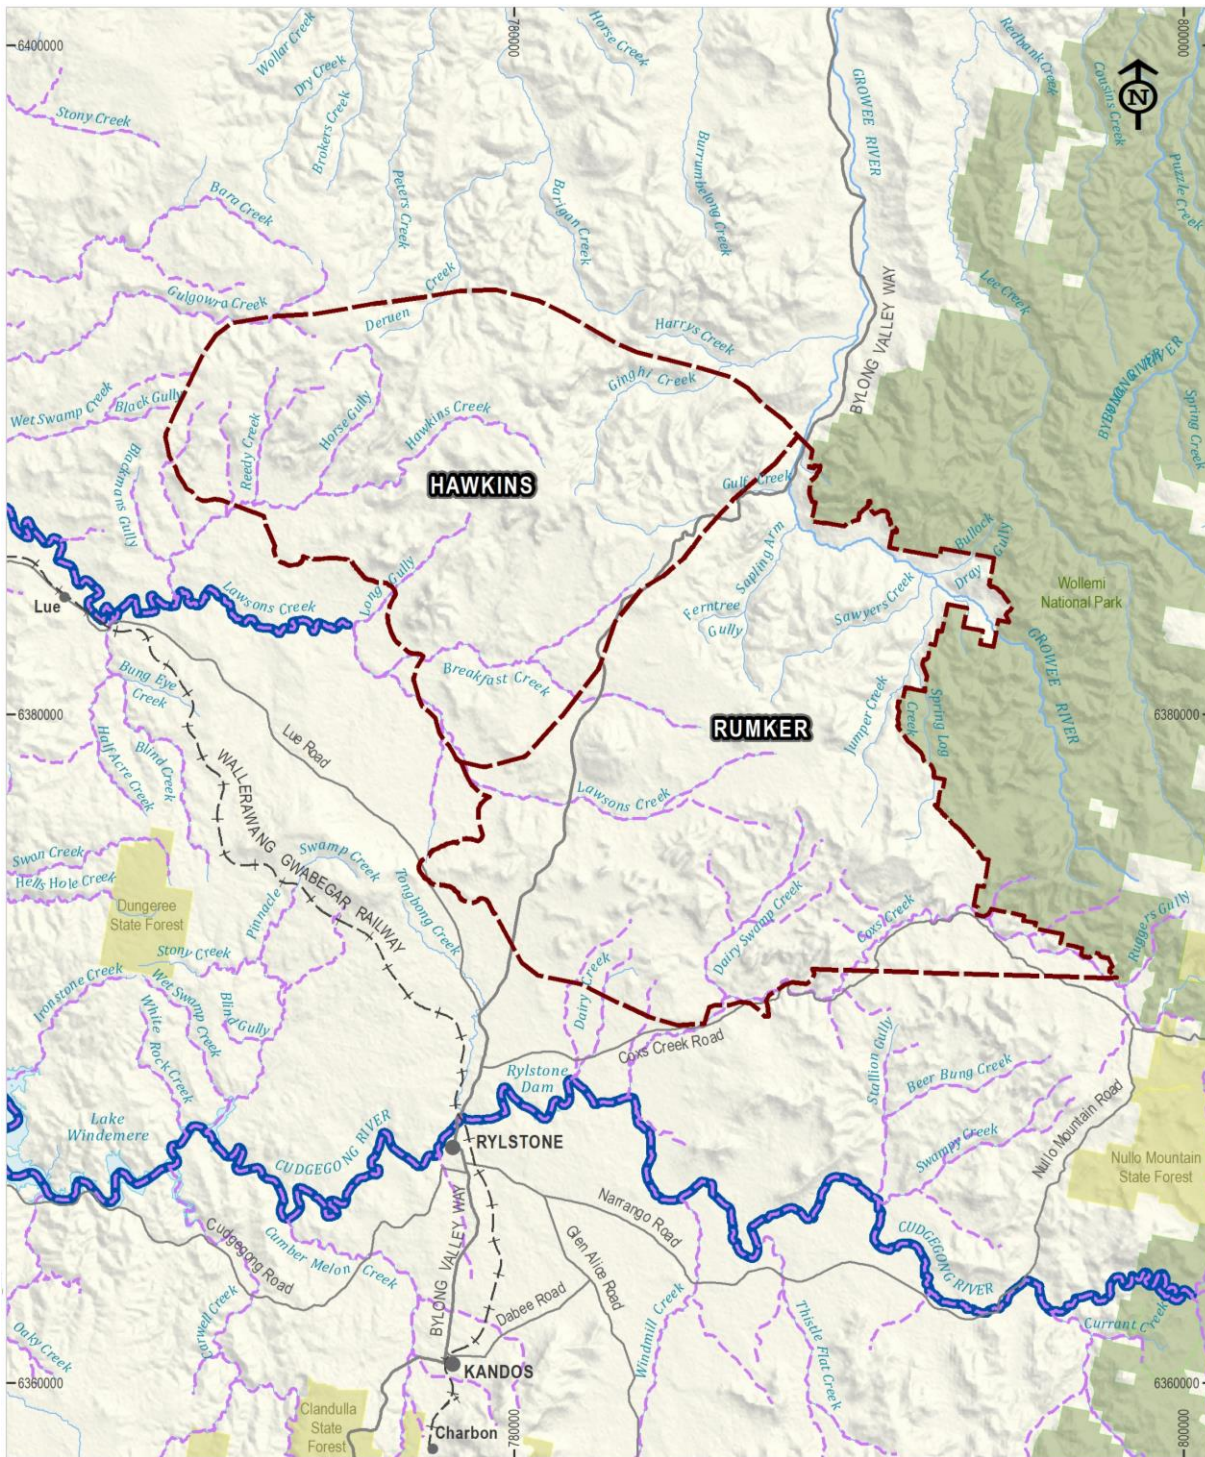 780000
800000
6400000
Wollar Creek
Dry Creek
Horse Creek
Redbank Creek
Cousins Creek
N
Stony Creek
Brokers Creek
GROWEE RIVER
Burrumbelong Creek
Puzzle Creek
Bara Creek
Peters Creek
Barigan Creek
Lee Creek
Gulgowra Creek
Deruen Creek
Harrys Creek
BYLONG VALLEY WAY
BYLONG RIVER
Ginghi Creek
Spring Creek
Wet Swamp Creek
Black Gully
Reedy Creek
Horse Gully
Hawkins Creek
Blackmans Gully
HAWKINS
Gulf Creek
Bullock
Dray Gully
Sapling Arm
Wollemi
National Park
Lue
Lawsons Creek
Long Gully
Ferntree
Gully
Sawyers Creek
GROWEE RIVER
Bung Eye
Creek
Breakfast Creek
6380000
6380000
Half Acre Creek
Blind Creek
Lue Road
RUMKER
Jumper Creek
Spring Log
Creek
WALLERAWANG GWABEGAR RAILWAY
Lawsons Creek
Swan Creek
Hells Hole Creek
Swamp Creek
Tongbong Creek
Dungeree
State Forest
Pinnacle
Dairy Swamp Creek
Coxs Creek
Ruggers Gully
Stony Creek
Ironstone Creek
Wet Swamp Creek
White Rock Creek
Blind Gully
Dairy Creek
Coxs Creek Road
Stallion Gully
Beer Bung Creek
Rylstone
Dam
Lake
Windemere
CUDGEGONG RIVER
RYLSTONE
Swampy Creek
Nullo Mountain Road
Nullo Mountain
State Forest
Narrango Road
BYLONG VALLEY WAY
Glen Alice Road
CUDGEGONG RIVER
Cudgegong Road
Cumber Melon Creek
Dabee Road
Carwell Creek
Windmill Creek
Thistle Flat Creek
Currant Creek
Oaky Creek
KANDOS
6360000
6360000
Clandulla
State
Forest
Charbon
780000
800000